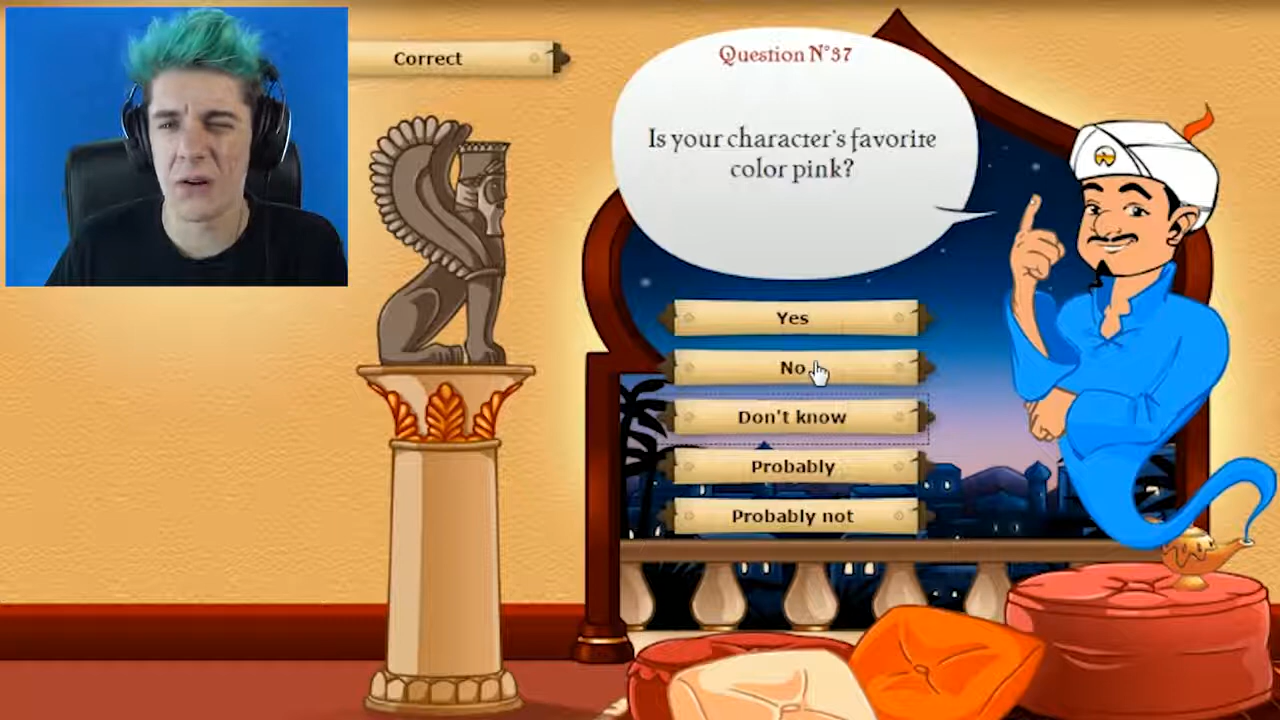 Correct
Question N°37
Is your character's favorite
color pink?
Yes
No
Don't know
Probably
Probably not